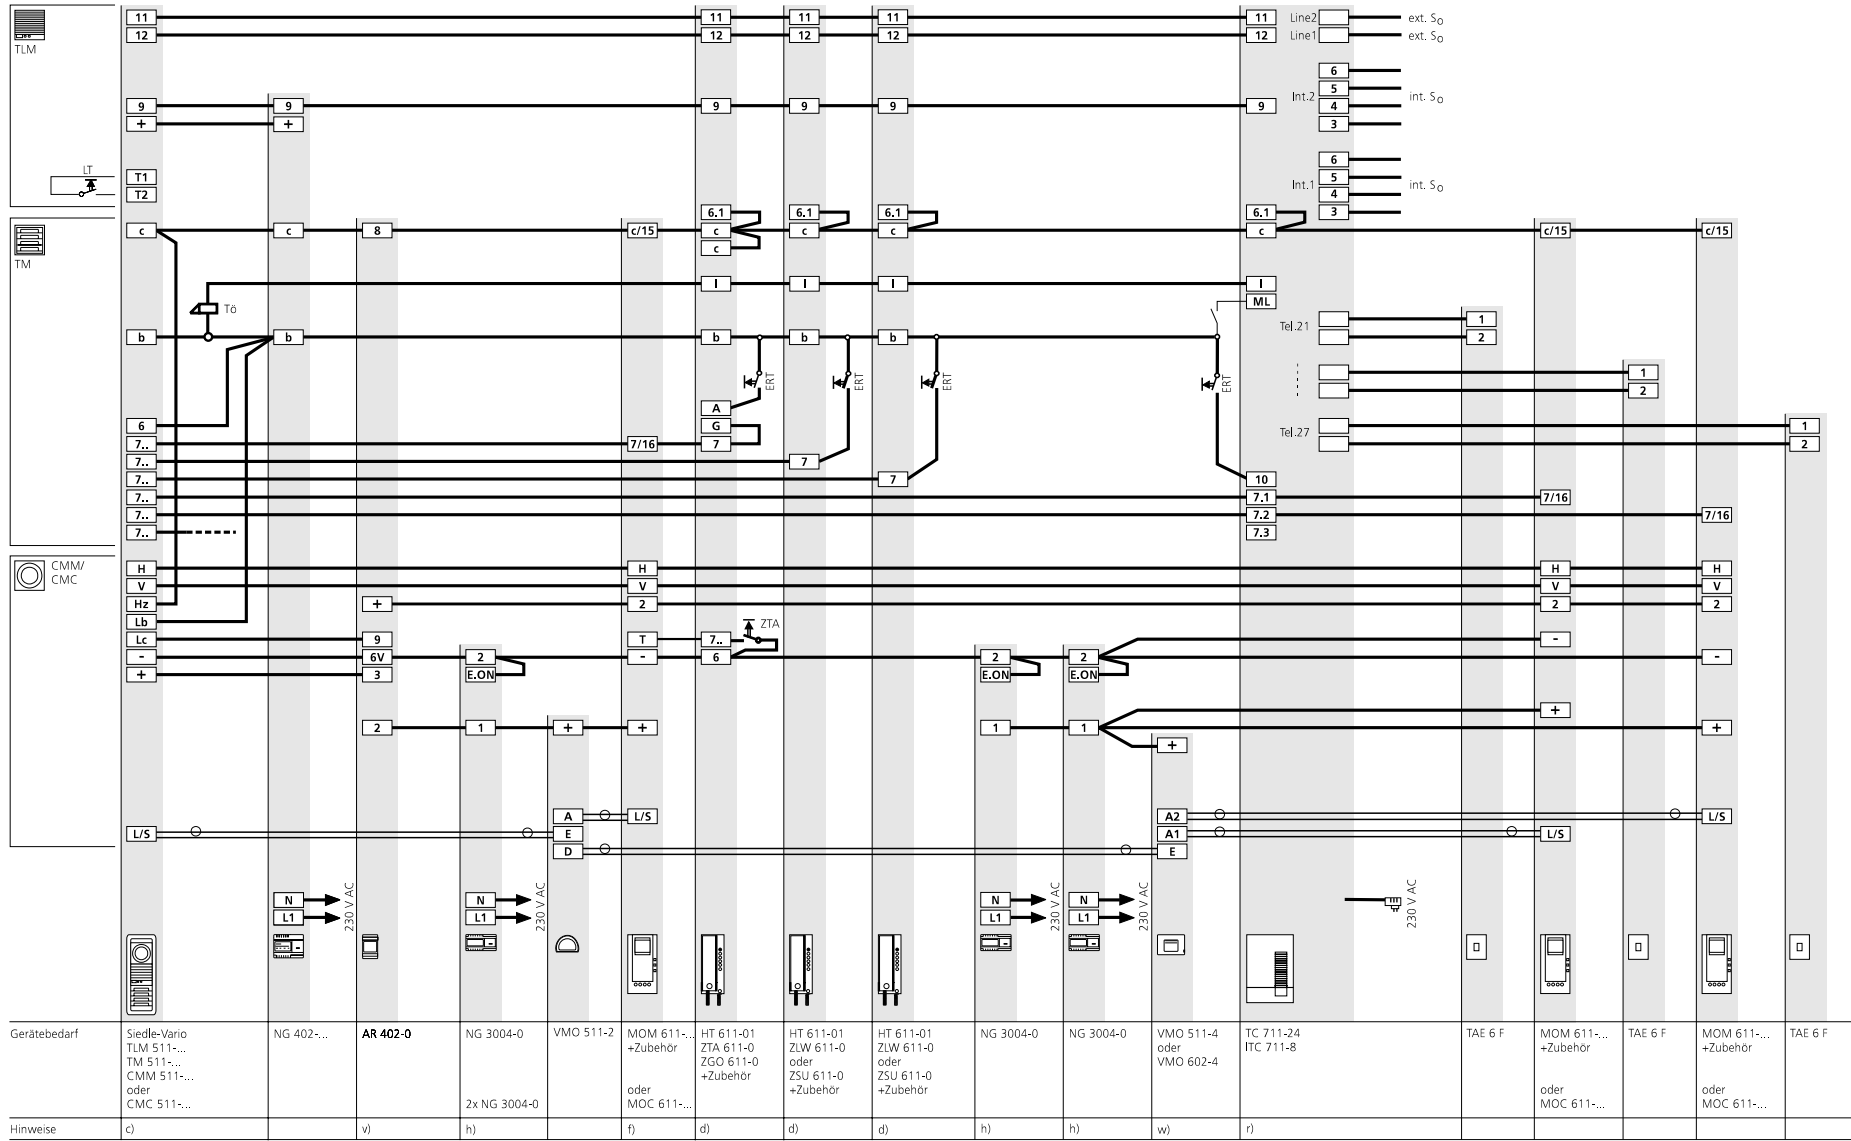 11 11 11 11 11 Line2 ext. S0
12 12 12 12 12 Line1 ext. S0
TLM
6
5
Int.2 int. S0
9 9 9 9 9 9 4
+ + 3
6
LT
T1 5
Int.1 int. S0
T2 4
6.1 6.1 6.1 6.1 3
c c 8 c/15 c c c c c/15 c/15
c
TM
I I I I
ML
Tö
Tel.21 1
b b b b b 2
ERT ERT ERT ERT
1
2
A
6 G Tel.27 1
7.. 7/16 7 2
7.. 7
7.. 7 10
7.. 7.1 7/16
7.. 7.2 7/16
7.. 7.3
CMM/
CMC
H H H H
V V V V
Hz + 2 2 2
Lb
ZTA
Lc 9 T 7.. -
- 6V 2 - 6 2 2 -
+ 3 E.ON E.ON E.ON
+
2 1 + + 1 1 +
+
A L/S A2 L/S
L/S E A1 L/S
D E
N N N N
L1 L1 L1 L1
230 V AC 230 V AC 230 V AC 230 V AC 230 V AC
Gerätebedarf
Siedle-Vario
TLM 511-...
TM 511-...
CMM 511-...
oder
CMC 511-...
NG 402-...
AR 402-0
NG 3004-0
2x NG 3004-0
VMO 511-2
MOM 611-...
+Zubehör
oder
MOC 611-...
HT 611-01
ZTA 611-0
ZGO 611-0
+Zubehör
HT 611-01
ZLW 611-0
oder
ZSU 611-0
+Zubehör
HT 611-01
ZLW 611-0
oder
ZSU 611-0
+Zubehör
NG 3004-0
NG 3004-0
VMO 511-4
oder
VMO 602-4
TC 711-24
ITC 711-8
TAE 6 F
MOM 611-...
+Zubehör
oder
MOC 611-...
TAE 6 F
MOM 611-...
+Zubehör
oder
MOC 611-...
TAE 6 F
Hinweise c) v) h) f) d) d) d) h) h) w) r)